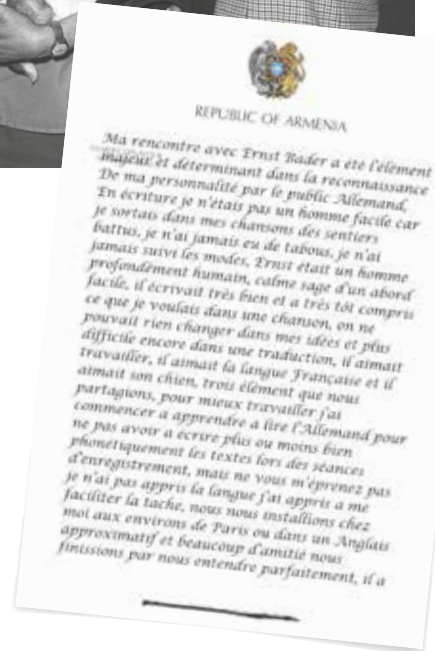 REPUBLIC OF ARMENIA
Ma rencontre avec Ernst Bader a été l'élément
majeur et déterminant dans la reconnaissance
De ma personnalité par le public Allemand,
En écriture je n'étais pas un homme facile car
je sortais dans mes chansons des sentiers
battus, je n'ai jamais eu de tabous, je n'ai
jamais suivi les modes, Ernst était un homme
profondément humain, calme sage d'un abord
facile, il écrivait très bien et a très tôt compris
ce que je voulais dans une chanson, on ne
pouvait rien changer dans mes idées et plus
difficile encore dans une traduction, il aimait
travailler, il aimait la langue Française et il
aimait son chien, trois élément que nous
partagions, pour mieux travailler j'ai
commencer a apprendre a lire l'Allemand pour
ne pas avoir a écrire plus ou moins bien
phonétiquement les textes lors des séances
d'enregistrement, mais ne vous m'éprenez pas
je n'ai pas appris la langue j'ai appris a me
faciliter la tache, nous nous installions chez
moi aux environs de Paris ou dans un Anglais
approximatif et beaucoup d'amitié nous
finissions par nous entendre parfaitement, il a